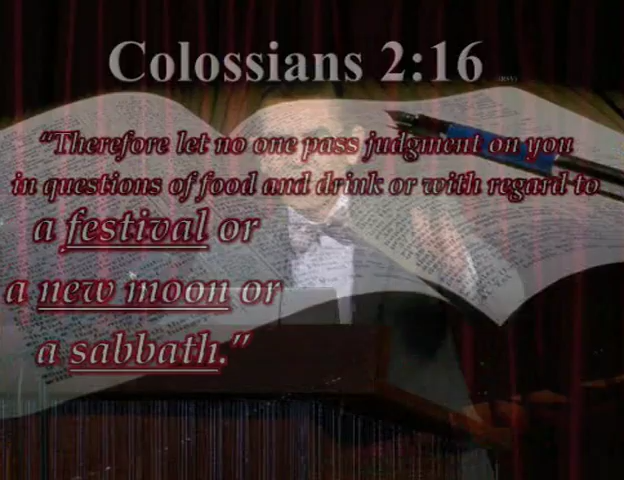 Colossians 2:16 (RSV)
“Therefore let no one pass judgment on you
in questions of food and drink or with regard to
a festival or
a new moon or
a sabbath.”